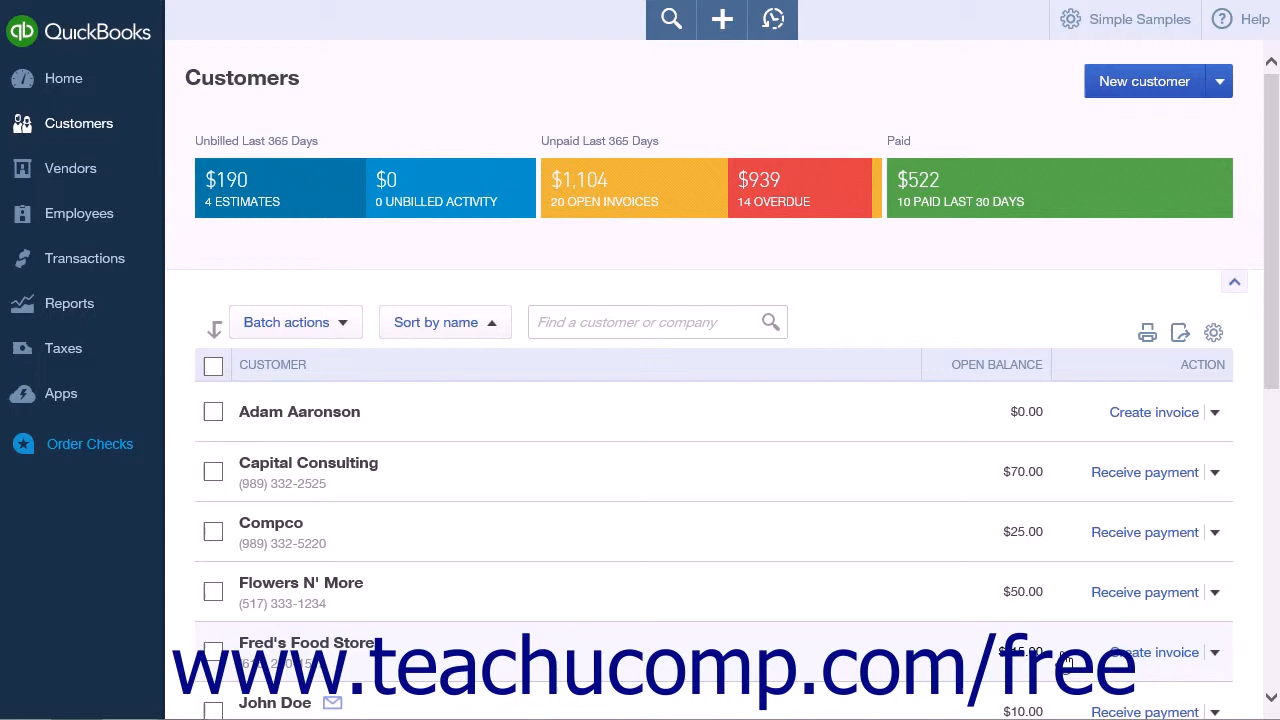 QuickBooks
Simple Samples
Help
Home
Customers
Vendors
Employees
Transactions
Reports
Taxes
Apps
Order Checks
Customers
New customer
Unbilled Last 365 Days
Unpaid Last 365 Days
Paid
$190
4 ESTIMATES
$0
0 UNBILLED ACTIVITY
$1,104
20 OPEN INVOICES
$939
14 OVERDUE
$522
10 PAID LAST 30 DAYS
Batch actions
Sort by name
Find a customer or company
CUSTOMER OPEN BALANCE ACTION
Adam Aaronson $0.00 Create invoice
Capital Consulting $70.00 Receive payment
(989) 332-2525
Compco $25.00 Receive payment
(989) 332-5220
Flowers N' More $50.00 Receive payment
(517) 333-1234
Fred's Food Store Create invoice
www.teachucomp.com/free
John Doe $10.00 Receive payment